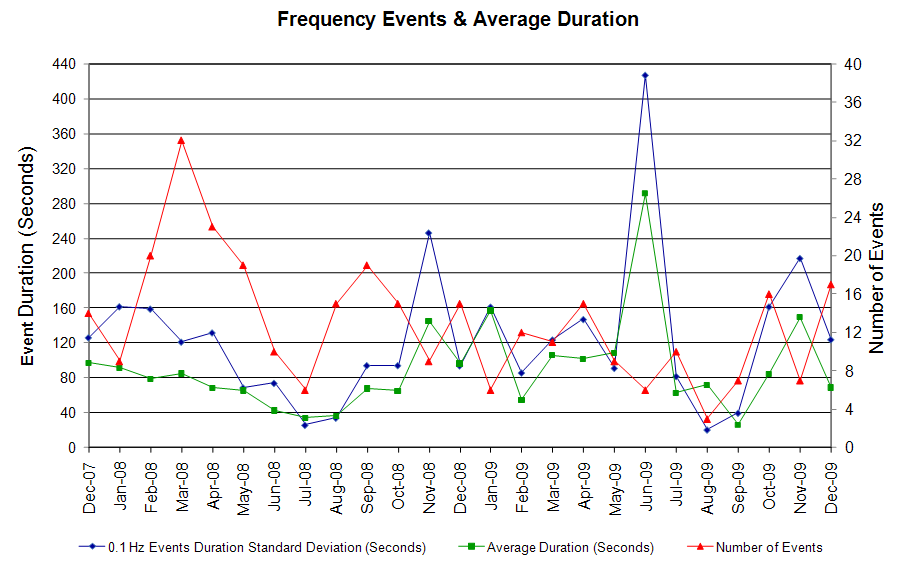 Frequency Events & Average Duration
440
400
360
320
280
240
200
160
120
80
40
0
Event Duration (Seconds)
40
36
32
28
24
20
16
12
8
4
0
Number of Events
Dec-07
Jan-08
Feb-08
Mar-08
Apr-08
May-08
Jun-08
Jul-08
Aug-08
Sep-08
Oct-08
Nov-08
Dec-08
Jan-09
Feb-09
Mar-09
Apr-09
May-09
Jun-09
Jul-09
Aug-09
Sep-09
Oct-09
Nov-09
Dec-09
0.1 Hz Events Duration Standard Deviation (Seconds)
Average Duration (Seconds)
Number of Events